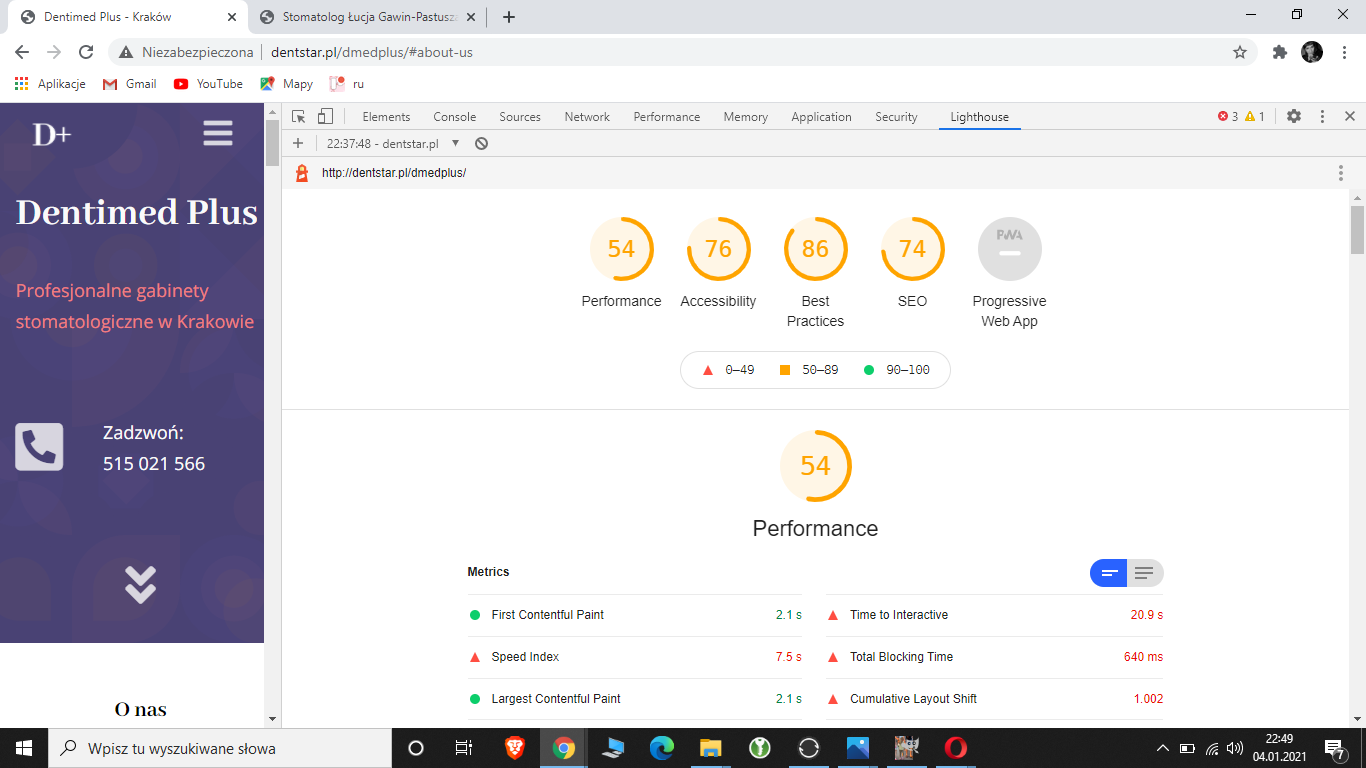 Dentimed Plus - Kraków
Stomatolog Łucja Gawin-Pastusza
Niezabezpieczona
dentstar.pl/dmedplus/#about-us
Aplikacje
Gmail
YouTube
Mapy
ru
D+
Dentimed Plus
Profesjonalne gabinety
stomatologiczne w Krakowie
Zadzwoń:
515 021 566
O nas
Elements Console Sources Network Performance Memory Application Security Lighthouse
3 1
22:37:48 - dentstar.pl
http://dentstar.pl/dmedplus/
54
Performance
76
Accessibility
86
Best
Practices
74
SEO
PWA
Progressive
Web App
0–49 50–89 90–100
54
Performance
Metrics
First Contentful Paint 2.1 s
Time to Interactive 20.9 s
Speed Index 7.5 s
Total Blocking Time 640 ms
Largest Contentful Paint 2.1 s
Cumulative Layout Shift 1.002
Wpisz tu wyszukiwane słowa
22:49
04.01.2021
7